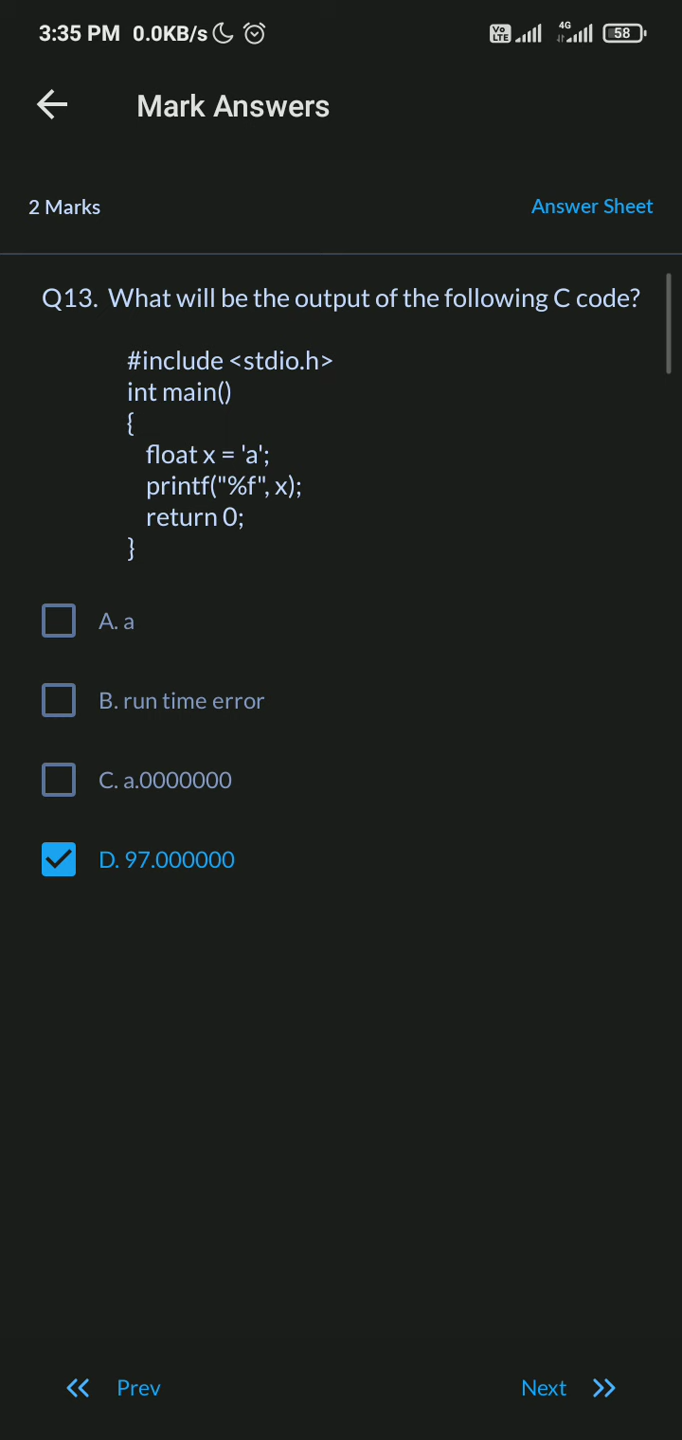 3:35 PM 0.0KB/s Vo LTE 4G 58
Mark Answers
2 Marks Answer Sheet
Q13. What will be the output of the following C code?
#include <stdio.h>
int main()
{
float x = 'a';
printf("%f", x);
return 0;
}
A. a
B. run time error
C. a.0000000
D. 97.000000
Prev Next